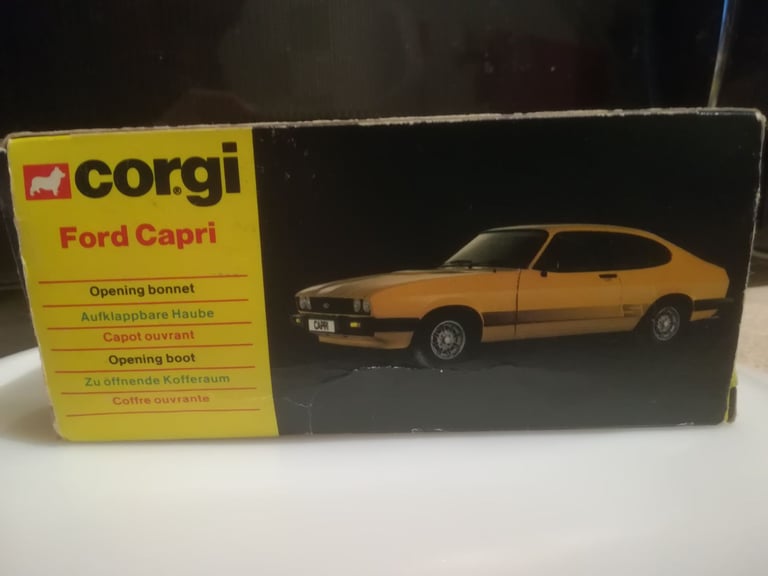 corgi®
Ford Capri
Opening bonnet
Aufklappbare Haube
Capot ouvrant
Opening boot
Zu öffnende Kofferaum
Coffre ouvrante
CAPRI